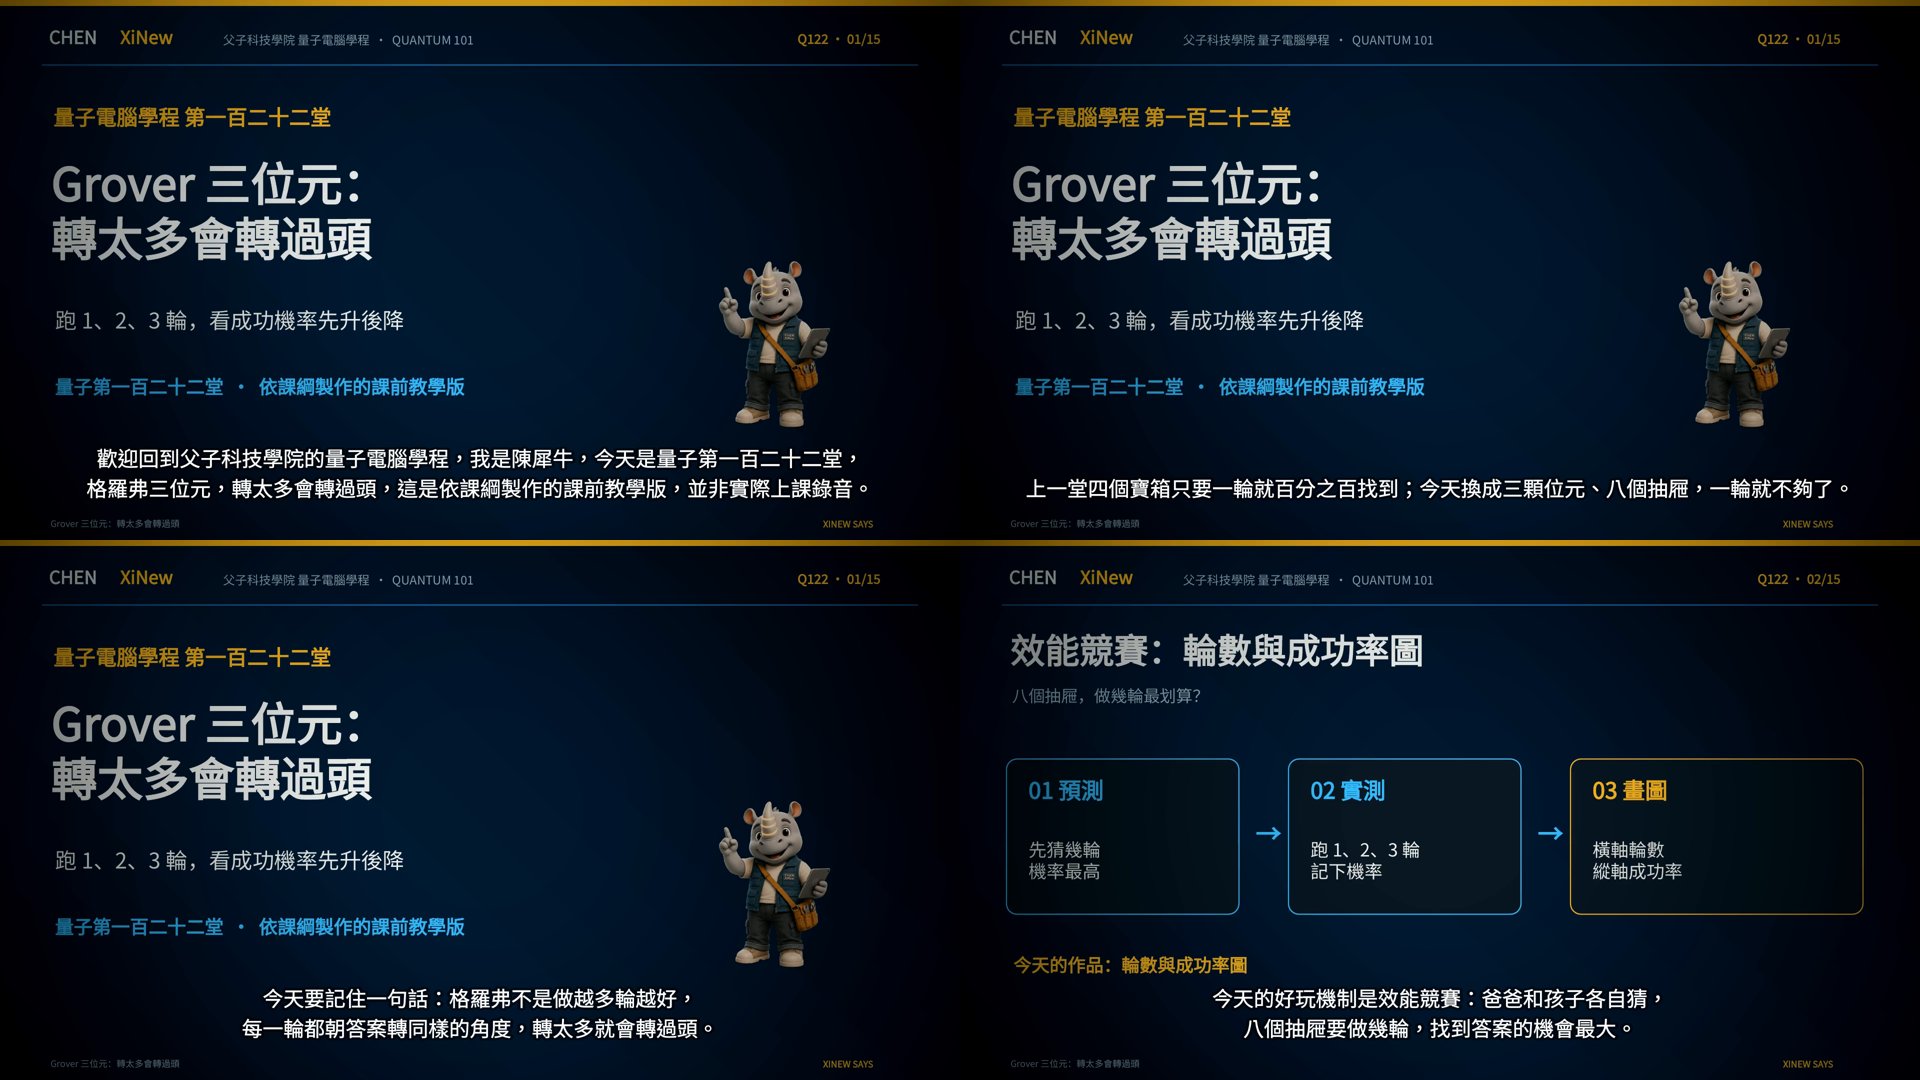 CHEN XiNew 父子科技學院 量子電腦學程 · QUANTUM 101 Q122 · 01/15
量子電腦學程 第一百二十二堂
Grover 三位元：
轉太多會轉過頭
跑 1、2、3 輪，看成功機率先升後降
量子第一百二十二堂 · 依課綱製作的課前教學版
歡迎回到父子科技學院的量子電腦學程，我是陳犀牛，今天是量子第一百二十二堂，
格羅弗三位元，轉太多會轉過頭，這是依課綱製作的課前教學版，並非實際上課錄音。
Grover 三位元：轉太多會轉過頭 XINEW SAYS
CHEN XiNew 父子科技學院 量子電腦學程 · QUANTUM 101 Q122 · 01/15
量子電腦學程 第一百二十二堂
Grover 三位元：
轉太多會轉過頭
跑 1、2、3 輪，看成功機率先升後降
量子第一百二十二堂 · 依課綱製作的課前教學版
上一堂四個寶箱只要一輪就百分之百找到；今天換成三顆位元、八個抽屜，一輪就不夠了。
Grover 三位元：轉太多會轉過頭 XINEW SAYS
CHEN XiNew 父子科技學院 量子電腦學程 · QUANTUM 101 Q122 · 01/15
量子電腦學程 第一百二十二堂
Grover 三位元：
轉太多會轉過頭
跑 1、2、3 輪，看成功機率先升後降
量子第一百二十二堂 · 依課綱製作的課前教學版
今天要記住一句話：格羅弗不是做越多輪越好，
每一輪都朝答案轉同樣的角度，轉太多就會轉過頭。
Grover 三位元：轉太多會轉過頭 XINEW SAYS
CHEN XiNew 父子科技學院 量子電腦學程 · QUANTUM 101 Q122 · 02/15
效能競賽：輪數與成功率圖
八個抽屜，做幾輪最划算？
01 預測
先猜幾輪
機率最高
→
02 實測
跑 1、2、3 輪
記下機率
→
03 畫圖
橫軸輪數
縱軸成功率
今天的作品：輪數與成功率圖
今天的好玩機制是效能競賽：爸爸和孩子各自猜，
八個抽屜要做幾輪，找到答案的機會最大。
Grover 三位元：轉太多會轉過頭 XINEW SAYS